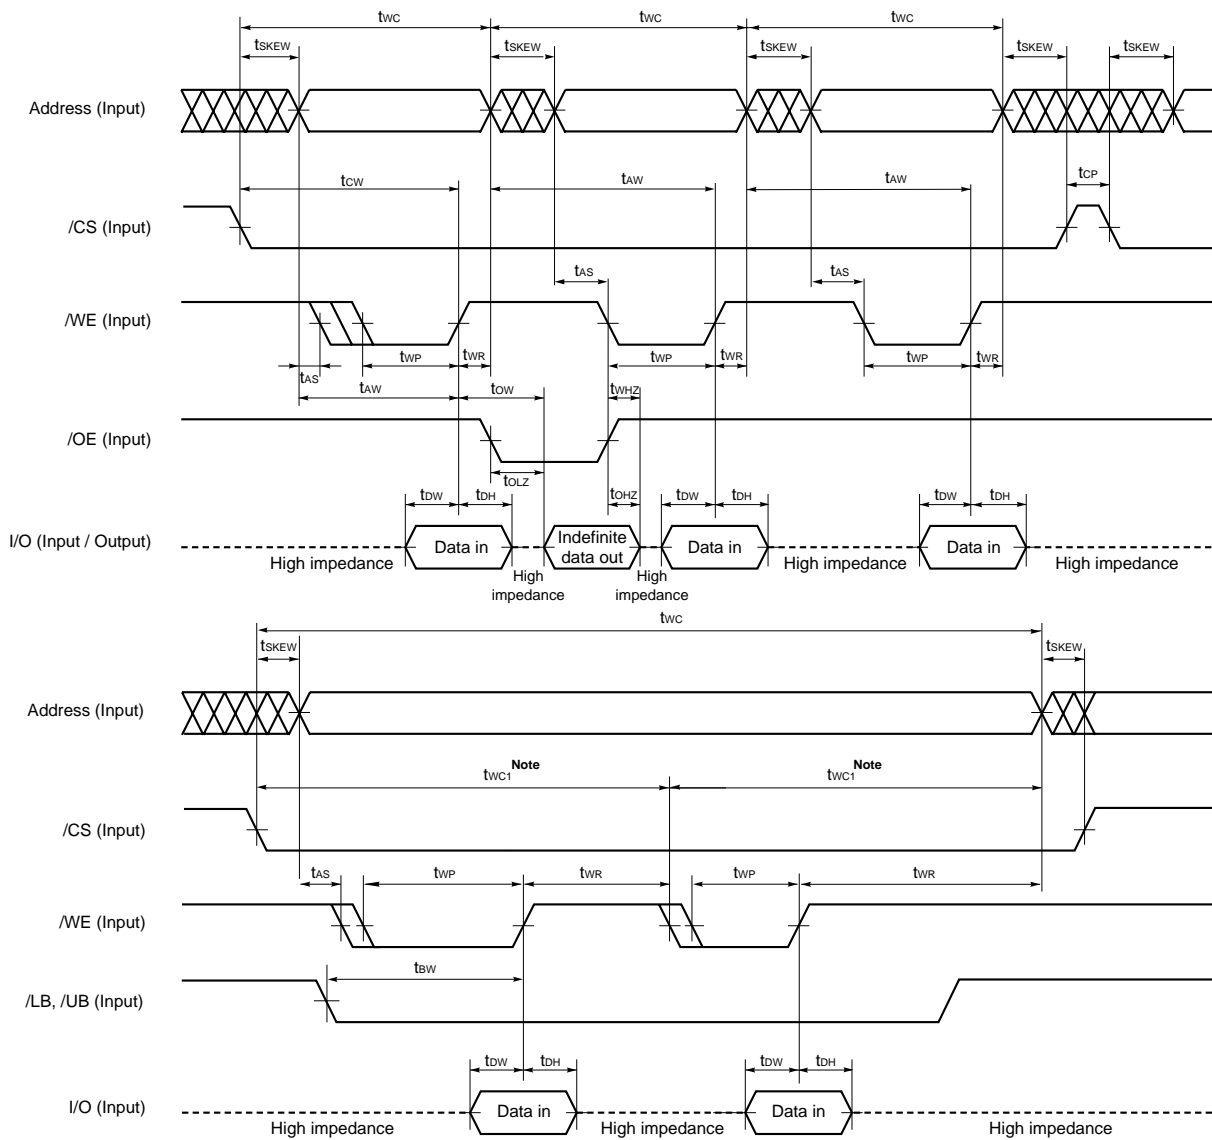 tWC tWC tWC
tSKEW tSKEW tSKEW tSKEW tSKEW
Address (Input)
tCW tAW tAW tCP
/CS (Input)
tAS tAS
/WE (Input)
tWP tWR tWP tWR tWP tWR
tAS
tAW tOW tWHZ
/OE (Input)
tOLZ tOHZ
tDW tDH tDW tDH tDW tDH
I/O (Input / Output)
Data in Indefinite data out Data in Data in
High impedance High impedance High impedance High impedance High impedance
tWC
tSKEW tSKEW
Address (Input)
tWC1 Note tWC1 Note
/CS (Input)
tAS tWP tWR tWP tWR
/WE (Input)
tBW
/LB, /UB (Input)
tDW tDH tDW tDH
I/O (Input)
Data in Data in
High impedance High impedance High impedance